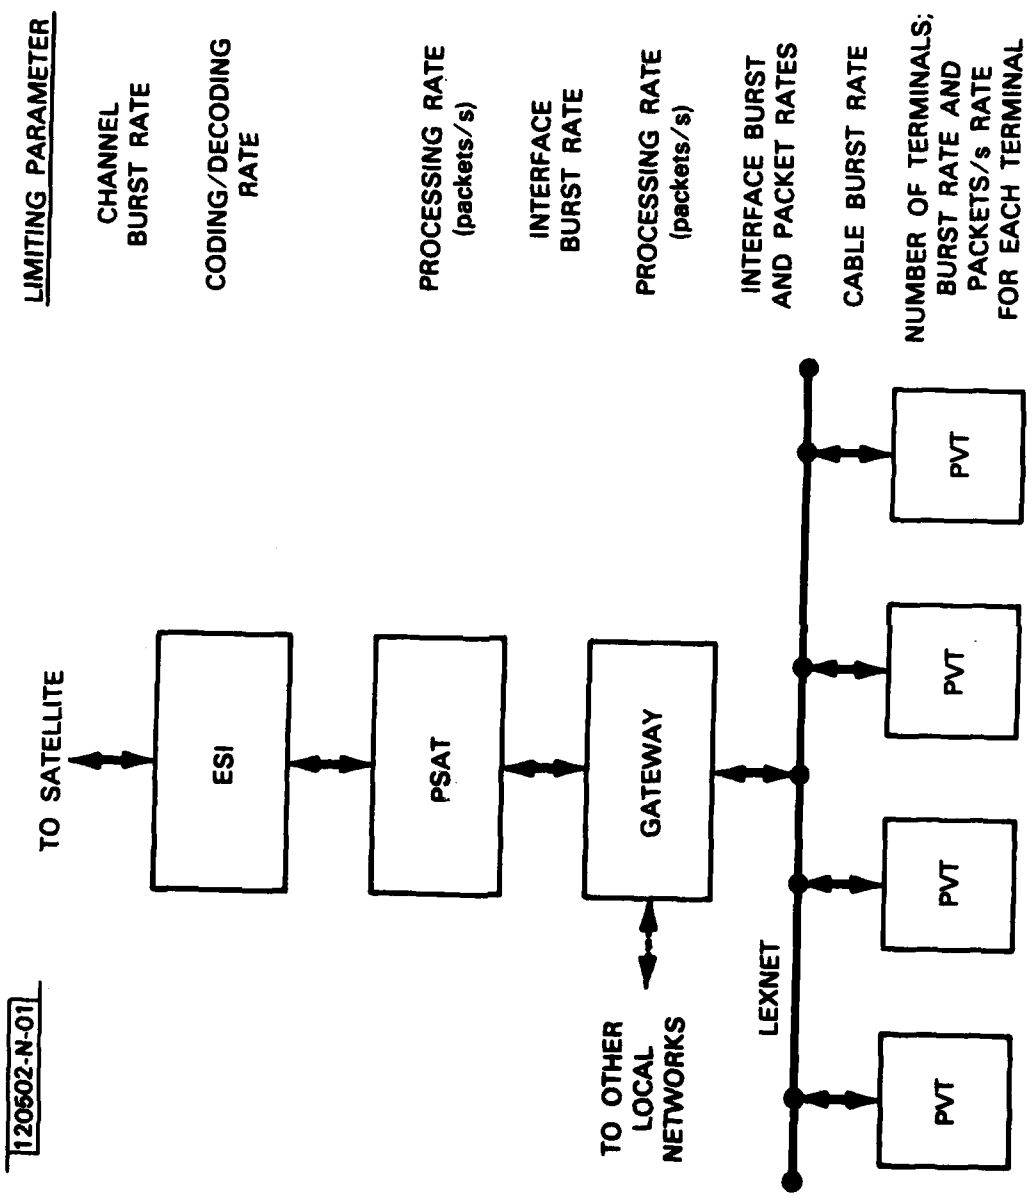 120502-N-01
LIMITING PARAMETER
TO SATELLITE
CHANNEL
BURST RATE
ESI
CODING/DECODING
RATE
PSAT
PROCESSING RATE
(packets/s)
INTERFACE
BURST RATE
TO OTHER
LOCAL
NETWORKS
GATEWAY
PROCESSING RATE
(packets/s)
INTERFACE BURST
AND PACKET RATES
LEXNET
CABLE BURST RATE
PVT
PVT
PVT
PVT
NUMBER OF TERMINALS;
BURST RATE AND
PACKETS/s RATE
FOR EACH TERMINAL